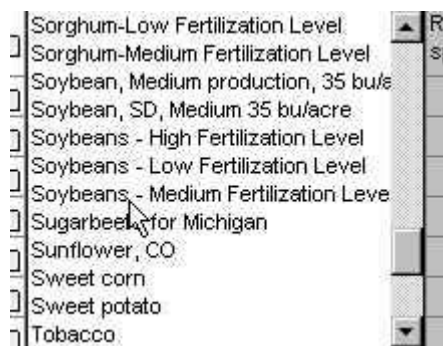 Sorghum-Low Fertilization Level
Sorghum-Medium Fertilization Level
Soybean, Medium production, 35 bu/a
Soybean, SD, Medium 35 bu/acre
Soybeans - High Fertilization Level
Soybeans - Low Fertilization Level
Soybeans - Medium Fertilization Leve
Sugarbeets for Michigan
Sunflower, CO
Sweet corn
Sweet potato
Tobacco